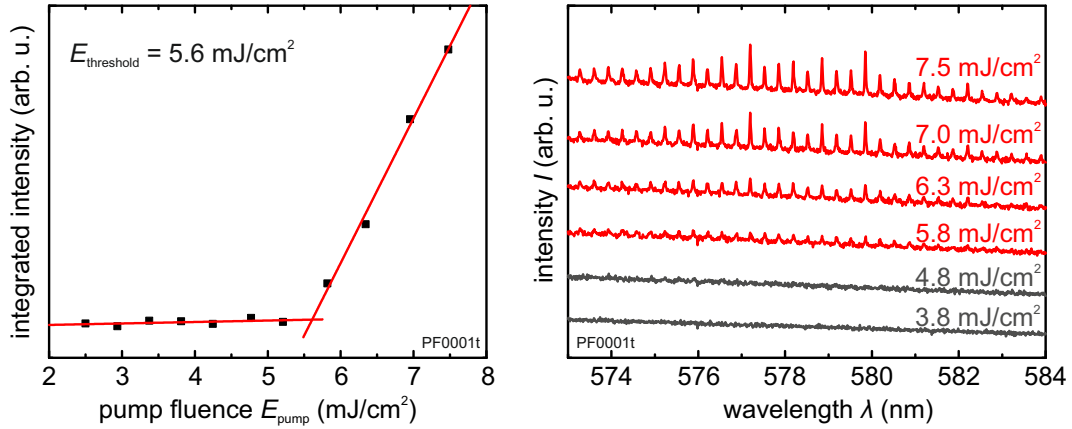 E_threshold = 5.6 mJ/cm²
integrated intensity (arb. u.)
PF0001t
2 3 4 5 6 7 8
pump fluence E_pump (mJ/cm²)
7.5 mJ/cm²
7.0 mJ/cm²
6.3 mJ/cm²
5.8 mJ/cm²
4.8 mJ/cm²
3.8 mJ/cm²
intensity I (arb. u.)
PF0001t
574 576 578 580 582 584
wavelength λ (nm)